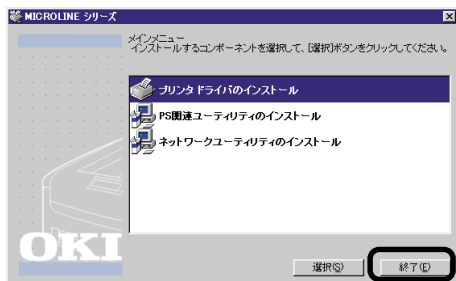 MICROLINE シリーズ
メインメニュー
インストールするコンポーネントを選択して、[選択]ボタンをクリックしてください。
プリンタドライバのインストール
PS関連ユーティリティのインストール
ネットワークユーティリティのインストール
OKI
選択(S)
終了(E)